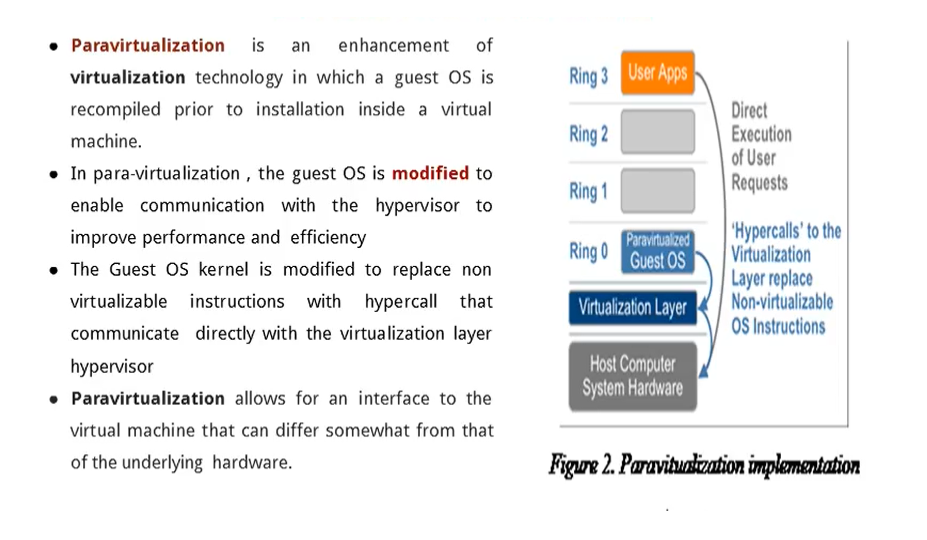 • Paravirtualization is an enhancement of
virtualization technology in which a guest OS is
recompiled prior to installation inside a virtual
machine.
• In para-virtualization , the guest OS is modified to
enable communication with the hypervisor to
improve performance and efficiency
• The Guest OS kernel is modified to replace non
virtualizable instructions with hypercall that
communicate directly with the virtualization layer
hypervisor
• Paravirtualization allows for an interface to the
virtual machine that can differ somewhat from that
of the underlying hardware.
Ring 3
User Apps
Ring 2
Ring 1
Ring 0
Paravirtualized
Guest OS
Virtualization Layer
Host Computer
System Hardware
Direct
Execution
of User
Requests
'Hypercalls' to the
Virtualization
Layer replace
Non-virtualizable
OS Instructions
Figure 2. Paravitualization implementation